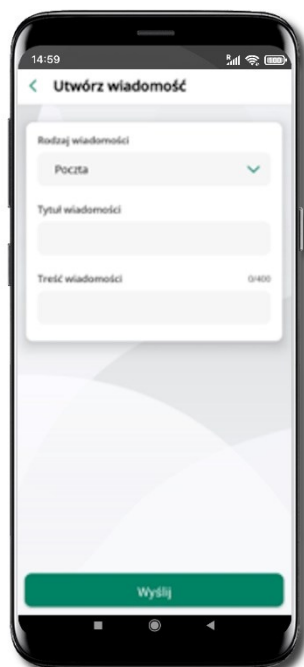 14:59
Utwórz wiadomość
Rodzaj wiadomości
Poczta
Tytuł wiadomości
Treść wiadomości 0/400
Wyślij